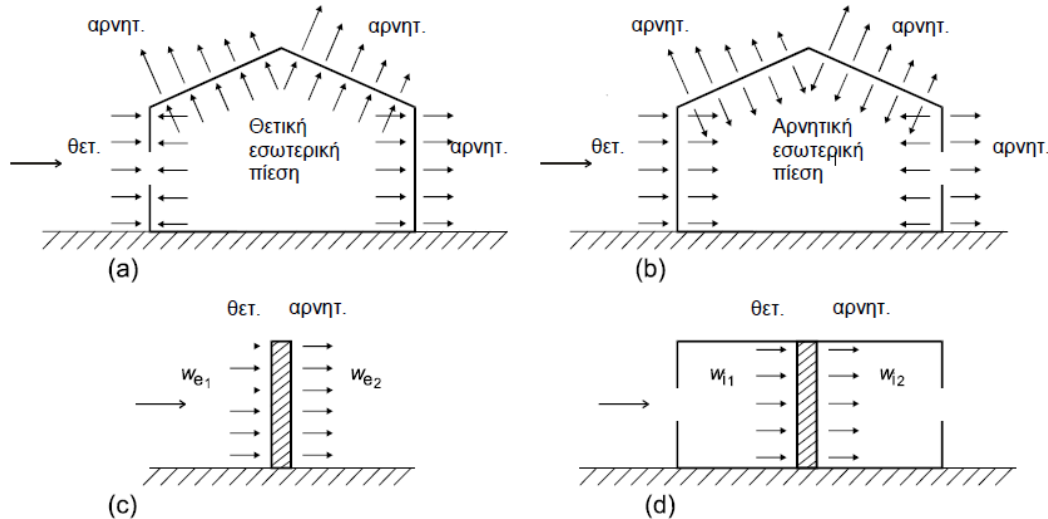 αρνητ.
αρνητ.
θετ.
Θετική
εσωτερική
πίεση
αρνητ.
(a)
αρνητ.
αρνητ.
θετ.
Αρνητική
εσωτερική
πίεση
αρνητ.
(b)
θετ.
αρνητ.
we1
we2
(c)
θετ.
αρνητ.
wi1
wi2
(d)